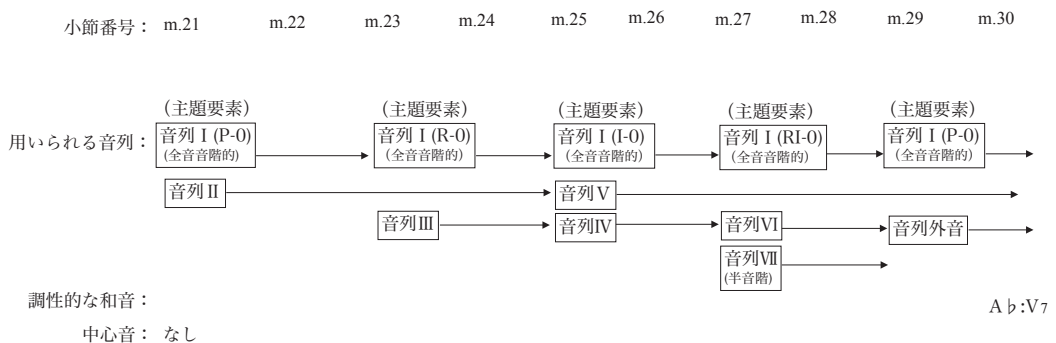 小節番号： m.21 m.22 m.23 m.24 m.25 m.26 m.27 m.28 m.29 m.30
(主題要素) (主題要素) (主題要素) (主題要素) (主題要素)
用いられる音列： 音列Ⅰ(P-0) 音列Ⅰ(R-0) 音列Ⅰ(I-0) 音列Ⅰ(RI-0) 音列Ⅰ(P-0)
(全音音階的) (全音音階的) (全音音階的) (全音音階的) (全音音階的)
音列Ⅱ 音列Ⅴ
音列Ⅲ 音列Ⅳ 音列Ⅵ 音列外音
音列Ⅶ
(半音階)
調性的な和音：
A♭:V7
中心音： なし